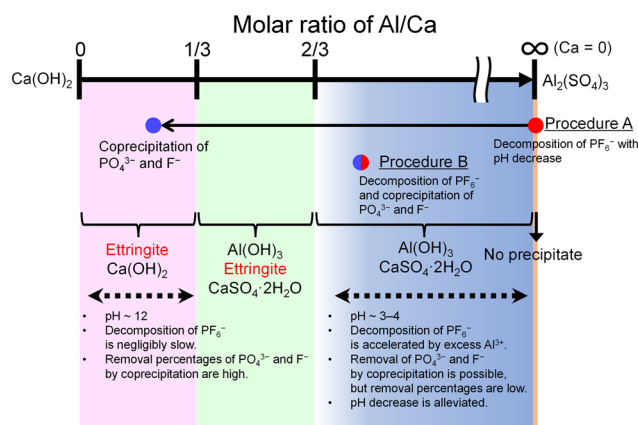 Molar ratio of Al/Ca
0
1/3
2/3
∞ (Ca = 0)
Ca(OH)₂
Al₂(SO₄)₃
Procedure A
Coprecipitation of
PO₄³⁻ and F⁻
Decomposition of PF₆⁻ with
pH decrease
Procedure B
Decomposition of PF₆⁻
and coprecipitation of
PO₄³⁻ and F⁻
Ettringite
Ca(OH)₂
Al(OH)₃
Ettringite
CaSO₄·2H₂O
Al(OH)₃
CaSO₄·2H₂O
No precipitate
• pH ~ 12
• Decomposition of PF₆⁻
is negligibly slow.
• Removal percentages of PO₄³⁻ and F⁻
by coprecipitation are high.
• pH ~ 3–4
• Decomposition of PF₆⁻
is accelerated by excess Al³⁺.
• Removal of PO₄³⁻ and F⁻
by coprecipitation is possible,
but removal percentages are low.
• pH decrease is alleviated.